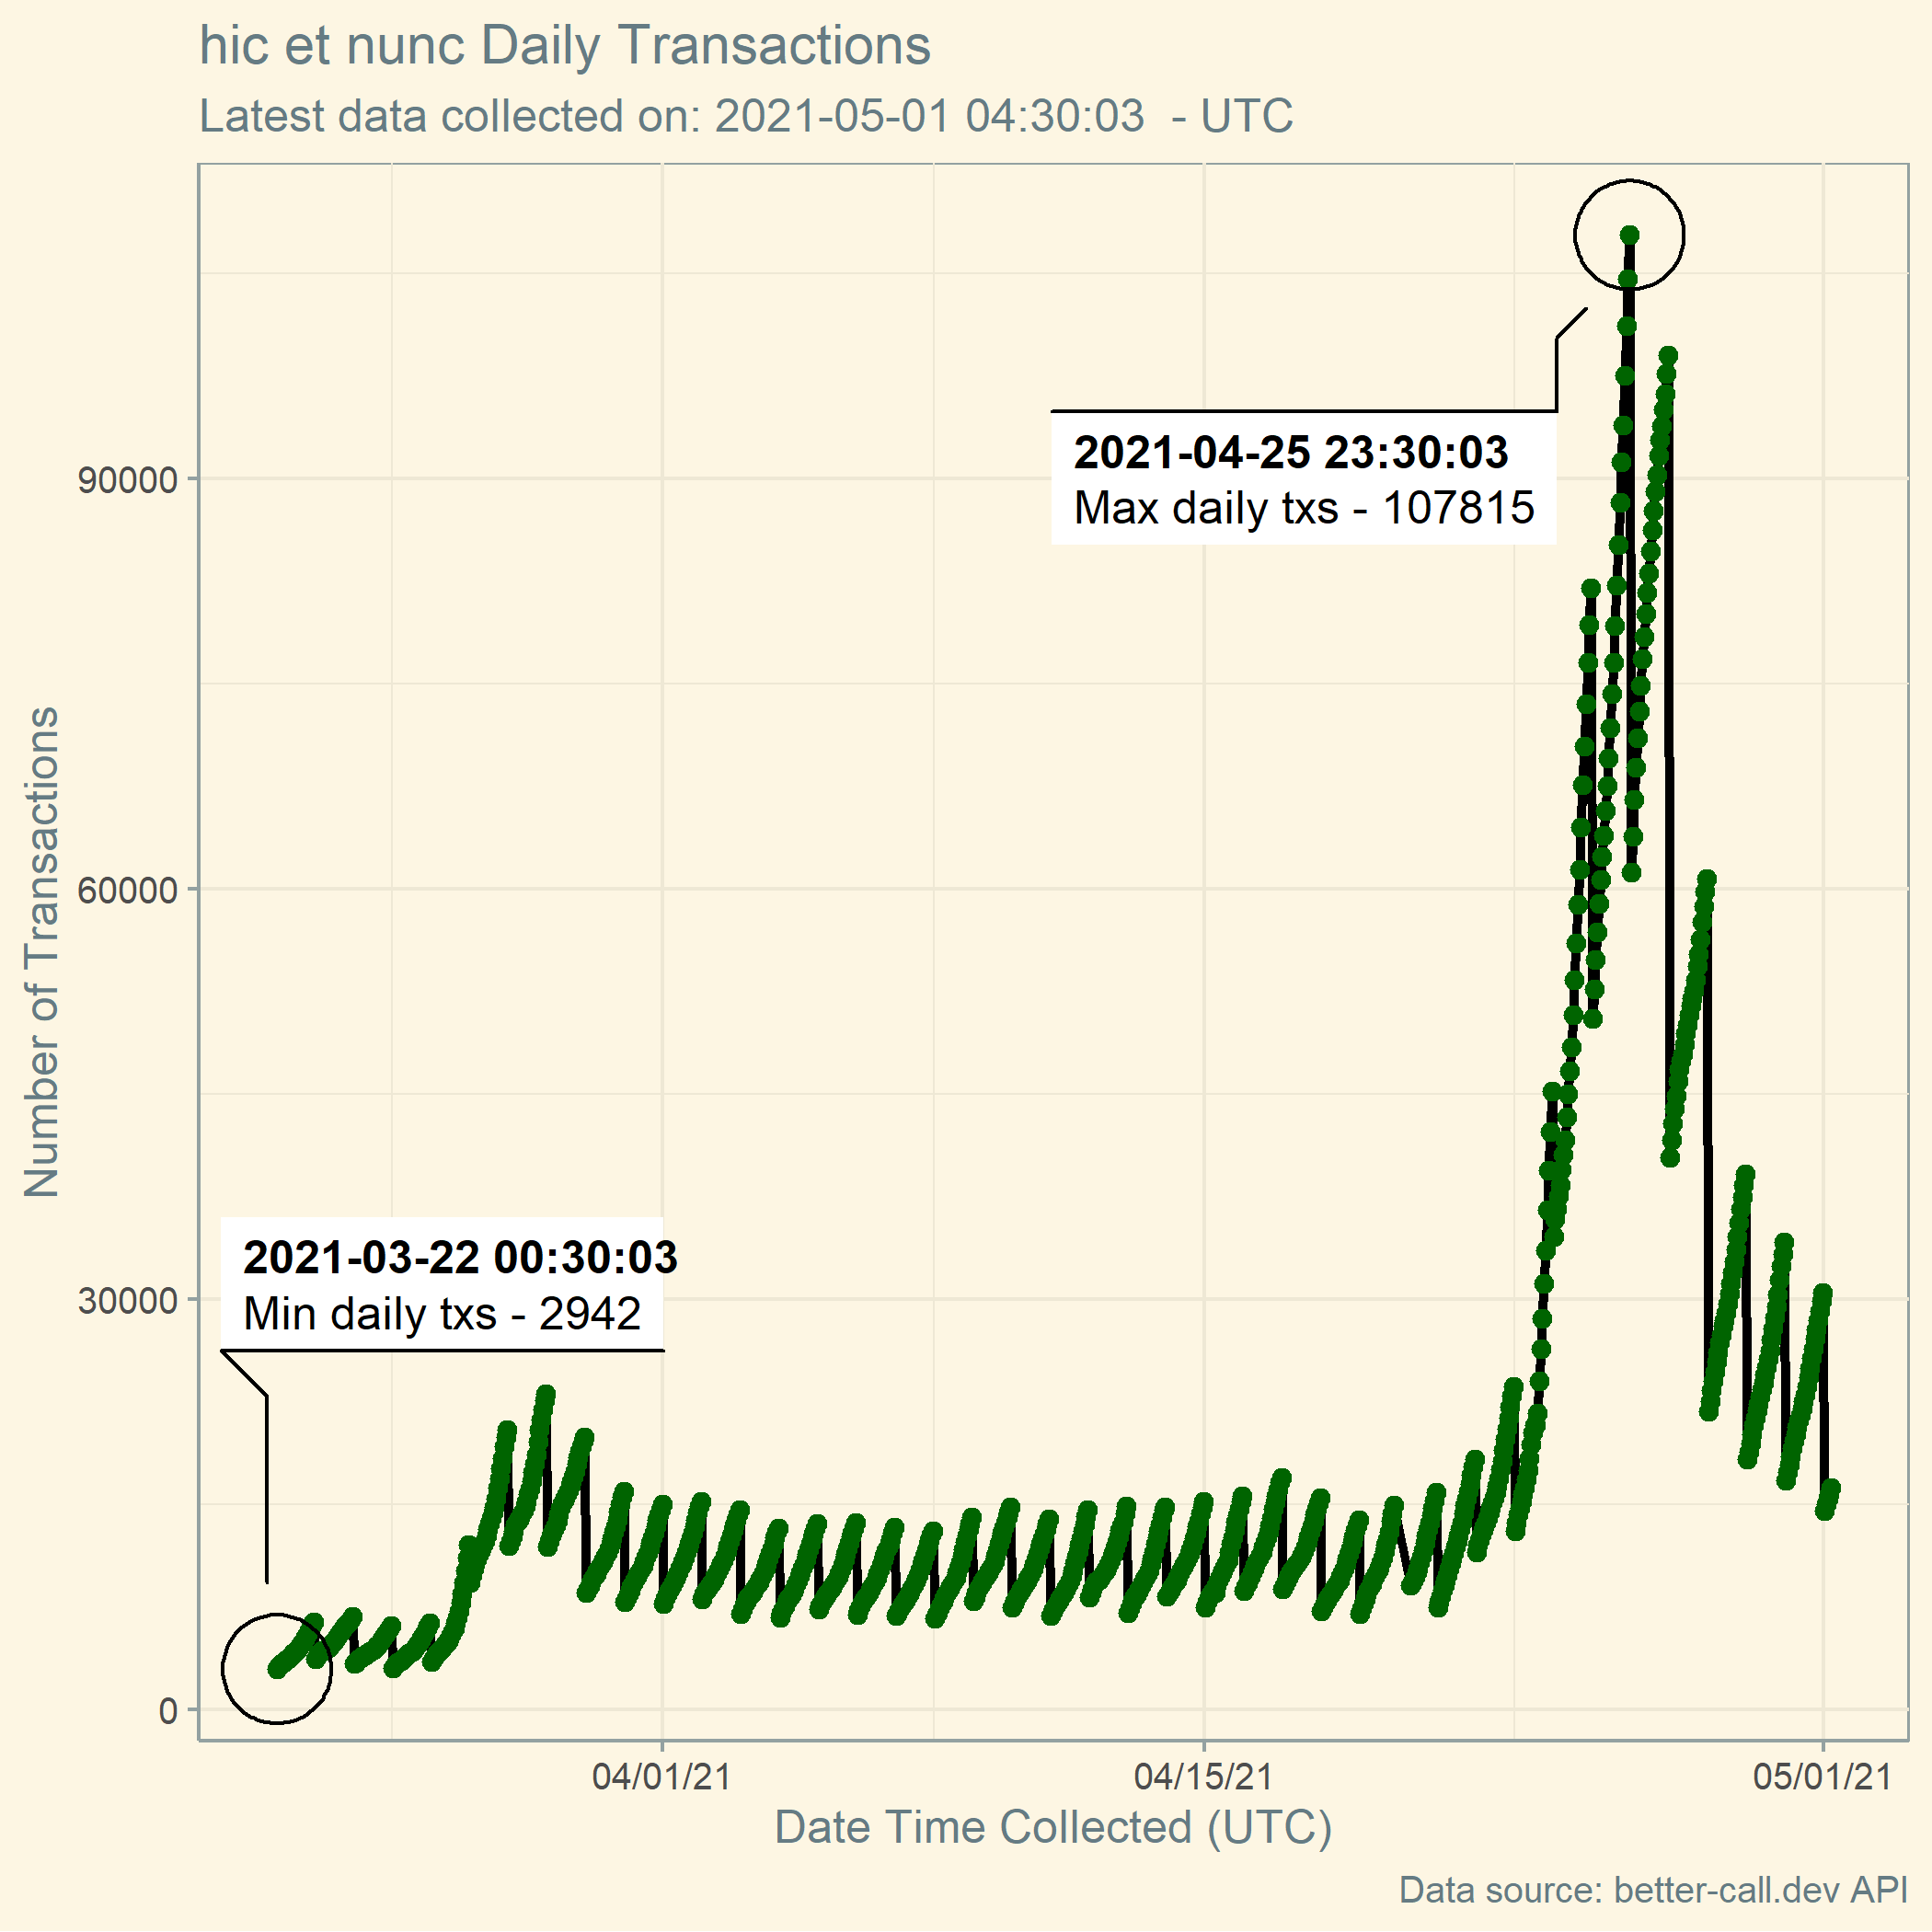 hic et nunc Daily Transactions
Latest data collected on: 2021-05-01 04:30:03  - UTC
Number of Transactions
90000
60000
30000
0
2021-04-25 23:30:03
Max daily txs - 107815
2021-03-22 00:30:03
Min daily txs - 2942
04/01/21
04/15/21
05/01/21
Date Time Collected (UTC)
Data source: better-call.dev API